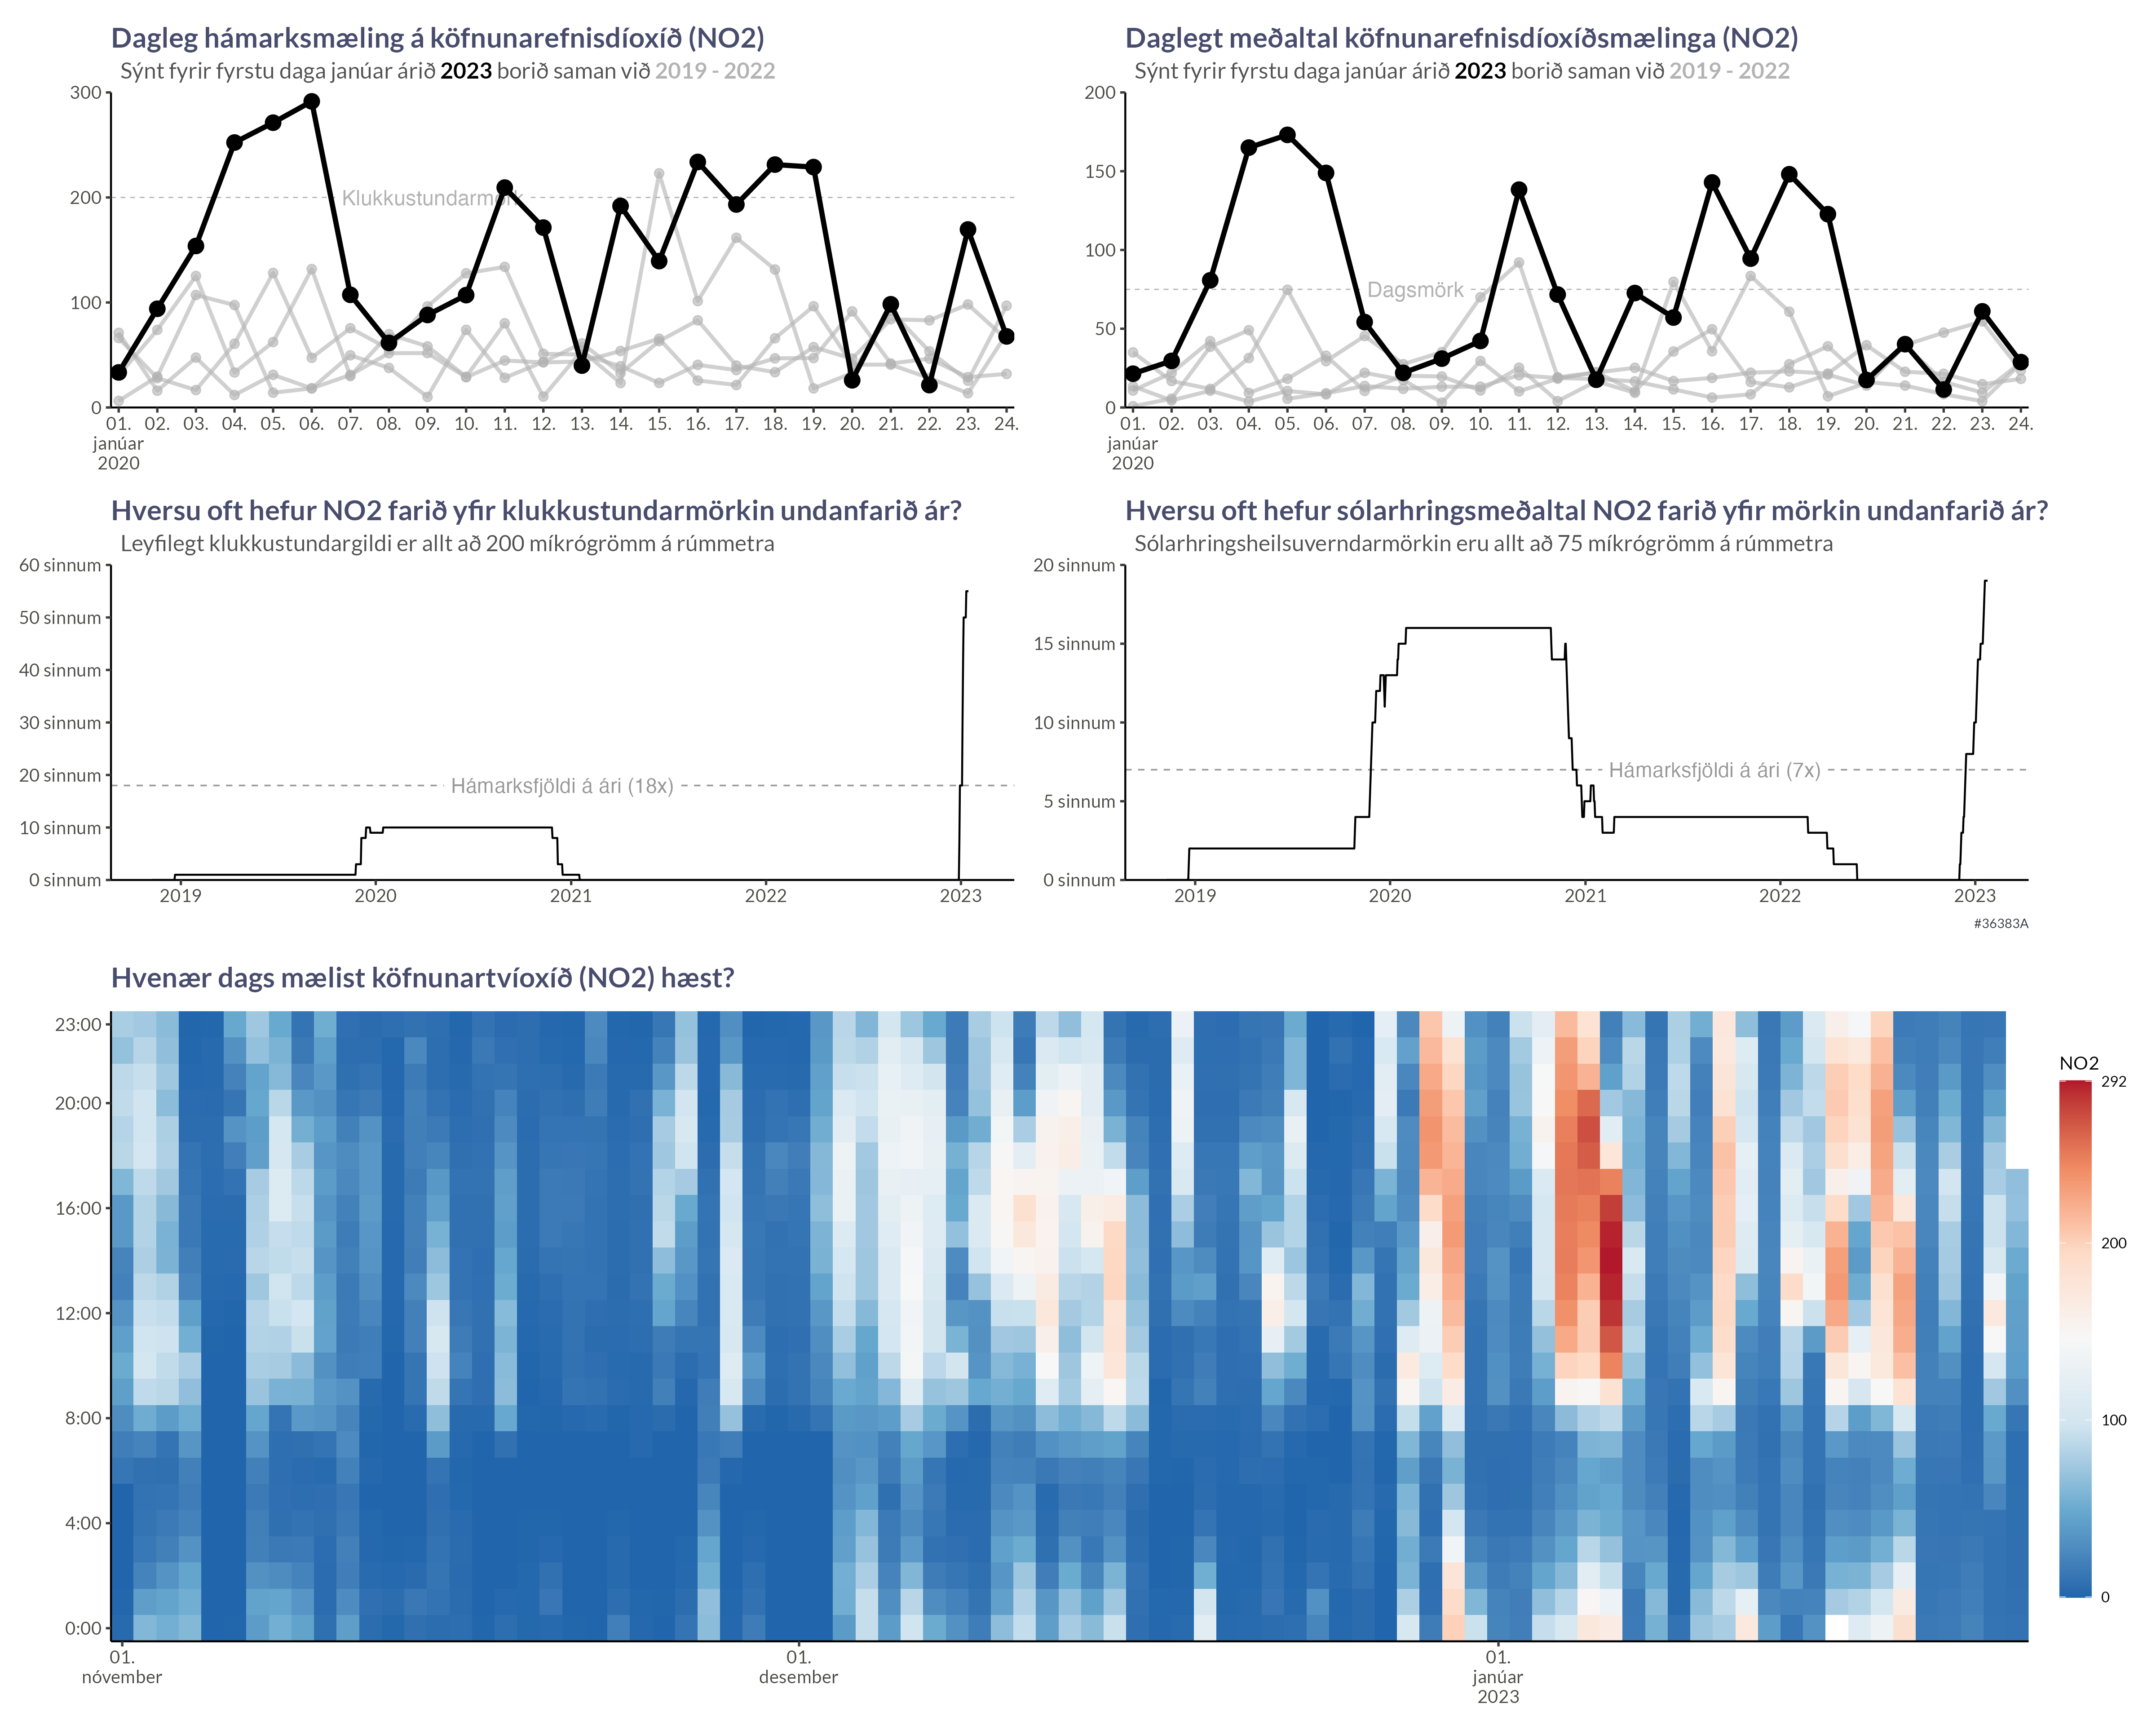 Dagleg hámarksmæling á köfnunarefnisdíoxíð (NO2)
Sýnt fyrir fyrstu daga janúar árið 2023 borið saman við 2019 - 2022
300
200
100
0
Klukkustundarmörk
01. 02. 03. 04. 05. 06. 07. 08. 09. 10. 11. 12. 13. 14. 15. 16. 17. 18. 19. 20. 21. 22. 23. 24.
janúar
2020
Daglegt meðaltal köfnunarefnisdíoxíðsmælinga (NO2)
Sýnt fyrir fyrstu daga janúar árið 2023 borið saman við 2019 - 2022
200
150
100
50
0
Dagsmörk
01. 02. 03. 04. 05. 06. 07. 08. 09. 10. 11. 12. 13. 14. 15. 16. 17. 18. 19. 20. 21. 22. 23. 24.
janúar
2020
Hversu oft hefur NO2 farið yfir klukkustundarmörkin undanfarið ár?
Leyfilegt klukkustundargildi er allt að 200 míkrógrömm á rúmmetra
60 sinnum
50 sinnum
40 sinnum
30 sinnum
20 sinnum
10 sinnum
0 sinnum
Hámarksfjöldi á ári (18x)
2019 2020 2021 2022 2023
Hversu oft hefur sólarhringsmeðaltal NO2 farið yfir mörkin undanfarið ár?
Sólarhringsheilsuverndarmörkin eru allt að 75 míkrógrömm á rúmmetra
20 sinnum
15 sinnum
10 sinnum
5 sinnum
0 sinnum
Hámarksfjöldi á ári (7x)
2019 2020 2021 2022 2023
#36383A
Hvenær dags mælist köfnunartvíoxíð (NO2) hæst?
23:00
20:00
16:00
12:00
8:00
4:00
0:00
01. 01. 01.
nóvember desember janúar
2023
NO2
292
200
100
0